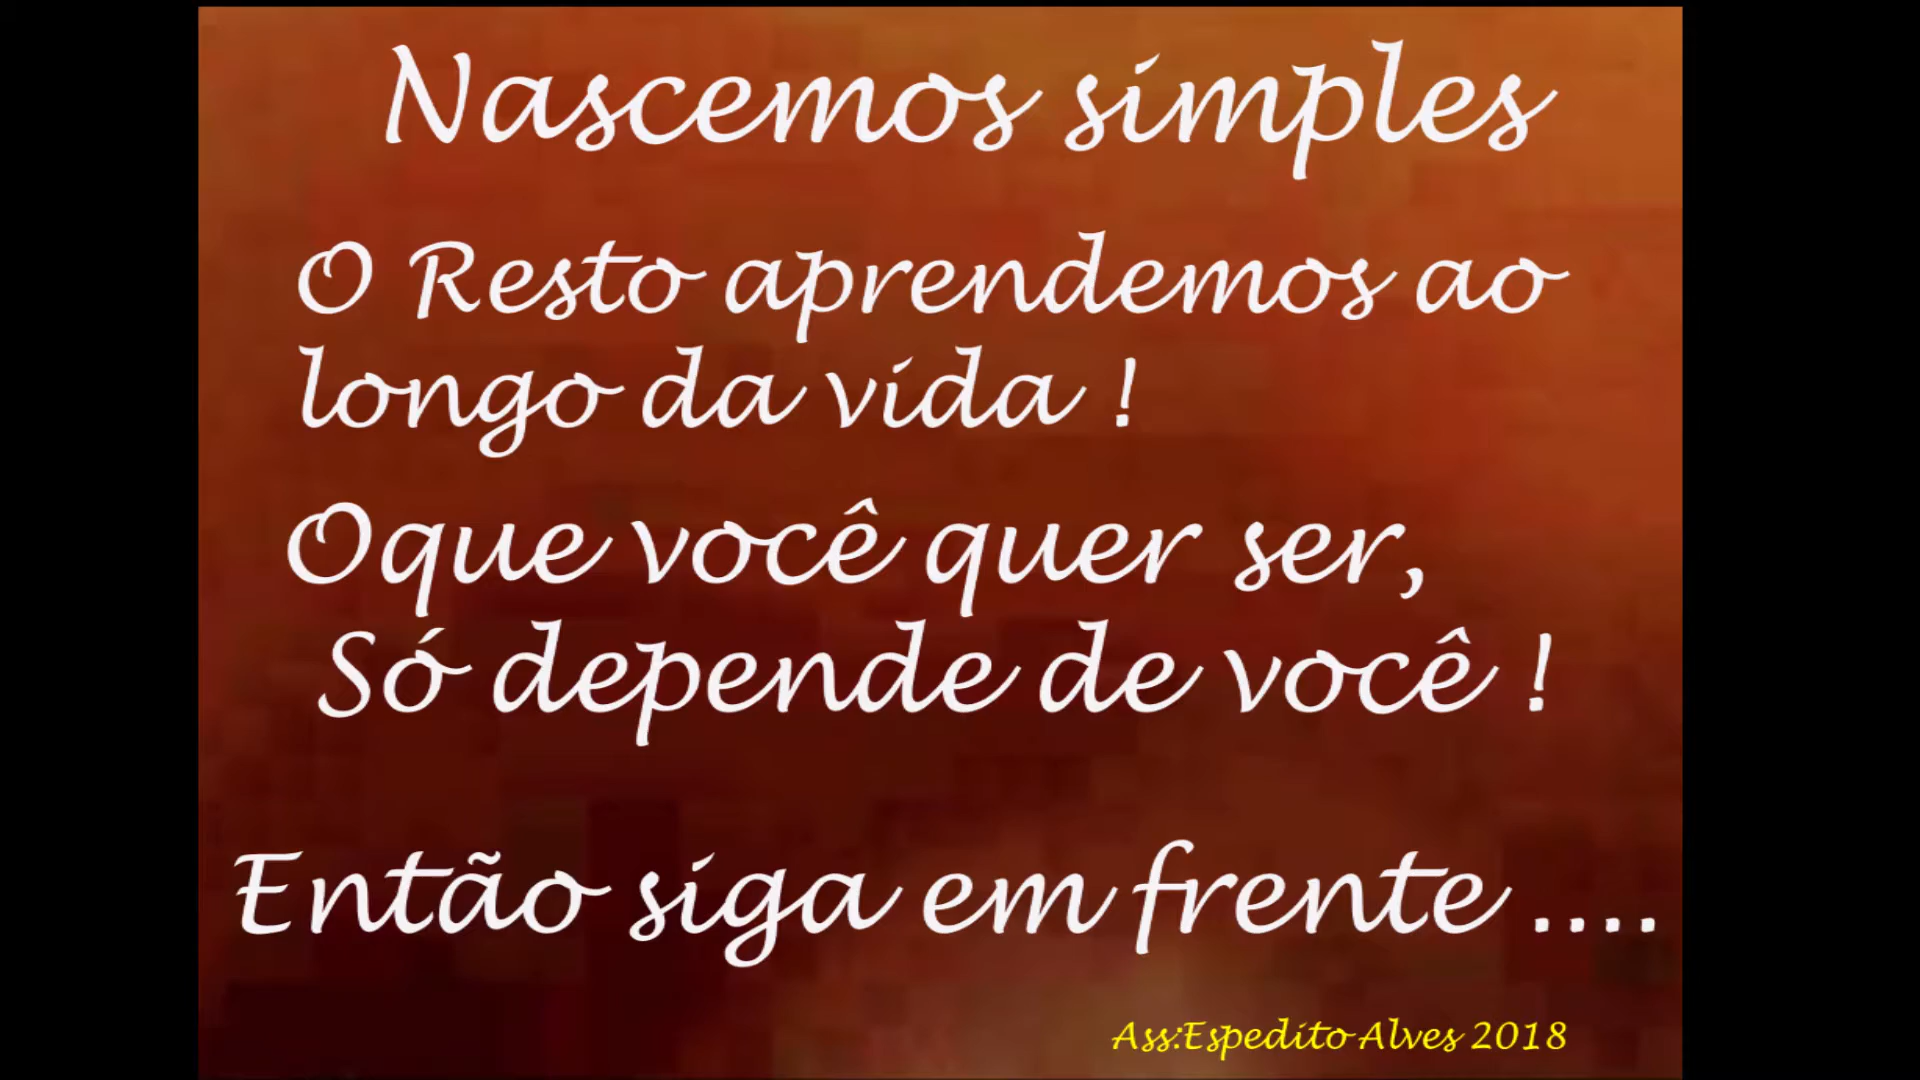 Nascemos simples
O Resto aprendemos ao
longo da vida !
Oque você quer ser,
Só depende de você !
Então siga em frente ....
Ass:Espedito Alves 2018